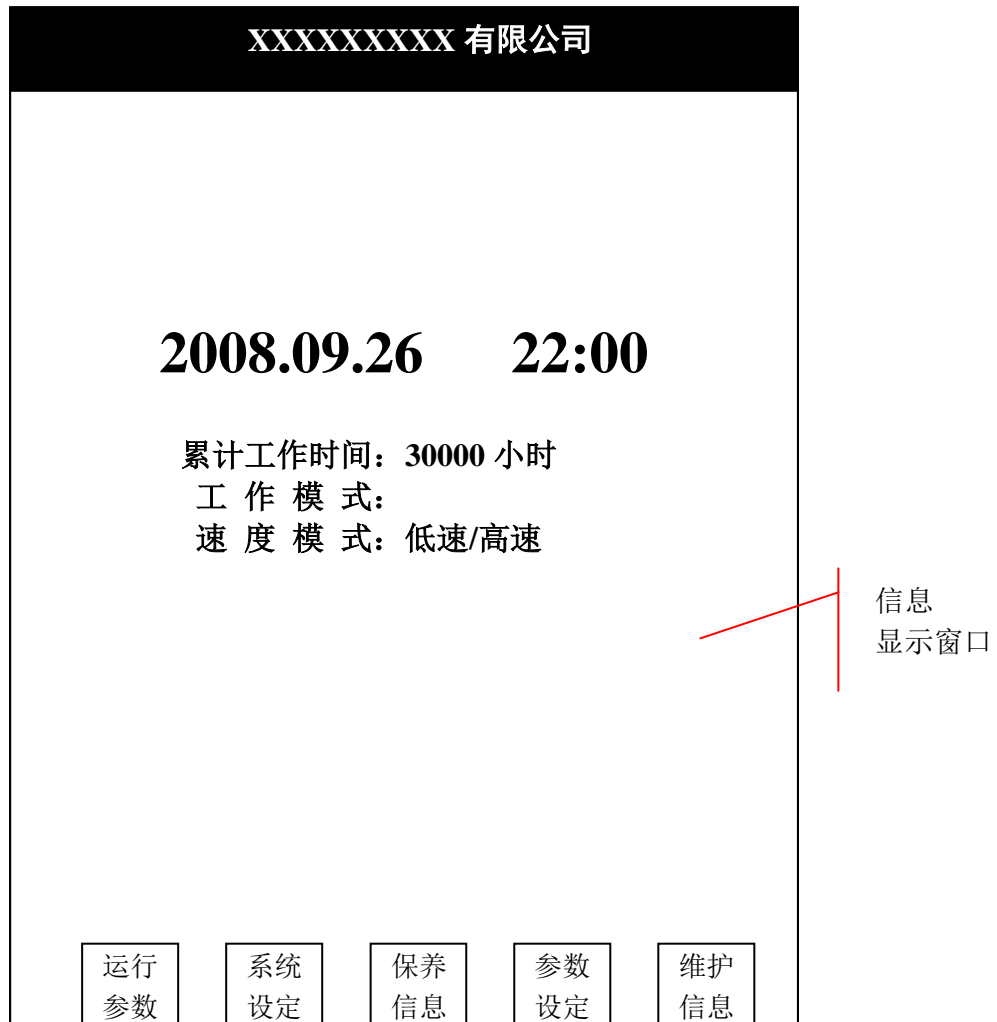 XXXXXXXXX 有限公司
2008.09.26 22:00
累计工作时间：30000 小时
工 作 模 式：
速 度 模 式：低速/高速
信息
显示窗口
运行
参数
系统
设定
保养
信息
参数
设定
维护
信息